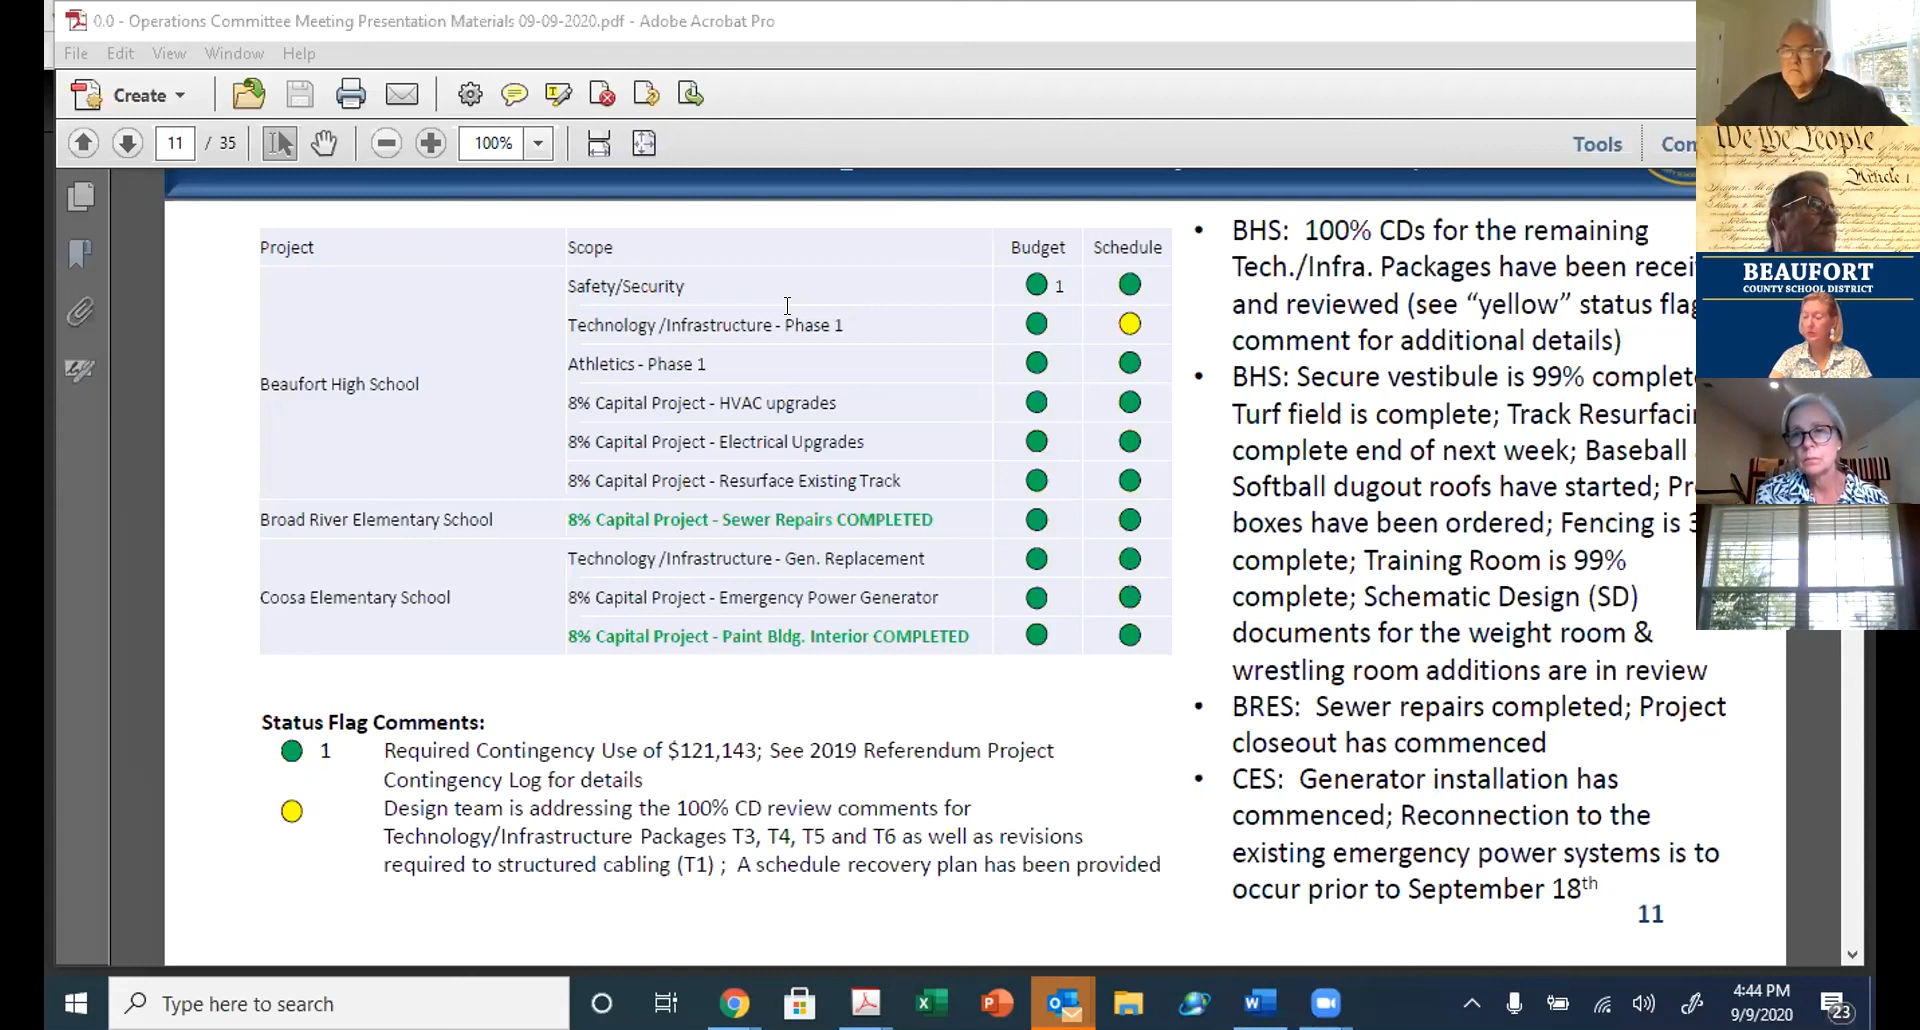 0.0 - Operations Committee Meeting Presentation Materials 09-09-2020.pdf - Adobe Acrobat Pro
File Edit View Window Help
Create
11 / 35 100% Tools
Project Scope Budget Schedule
Beaufort High School
Safety/Security 1
Technology /Infrastructure - Phase 1
Athletics - Phase 1
8% Capital Project - HVAC upgrades
8% Capital Project - Electrical Upgrades
8% Capital Project - Resurface Existing Track
Broad River Elementary School 8% Capital Project - Sewer Repairs COMPLETED
Coosa Elementary School
Technology /Infrastructure - Gen. Replacement
8% Capital Project - Emergency Power Generator
8% Capital Project - Paint Bldg. Interior COMPLETED
Status Flag Comments:
1 Required Contingency Use of $121,143; See 2019 Referendum Project
Contingency Log for details
Design team is addressing the 100% CD review comments for
Technology/Infrastructure Packages T3, T4, T5 and T6 as well as revisions
required to structured cabling (T1) ; A schedule recovery plan has been provided
• BHS: 100% CDs for the remaining
Tech./Infra. Packages have been
and reviewed (see “yellow” status
comment for additional details)
• BHS: Secure vestibule is 99%
Turf field is complete; Track
complete end of next week; Baseball
Softball dugout roofs have started;
boxes have been ordered; Fencing is
complete; Training Room is 99%
complete; Schematic Design (SD)
documents for the weight room &
wrestling room additions are in review
• BRES: Sewer repairs completed; Project
closeout has commenced
• CES: Generator installation has
commenced; Reconnection to the
existing emergency power systems is to
occur prior to September 18th
11
We the People
Article 1
BEAUFORT
COUNTY SCHOOL DISTRICT
Type here to search
4:44 PM
9/9/2020
23